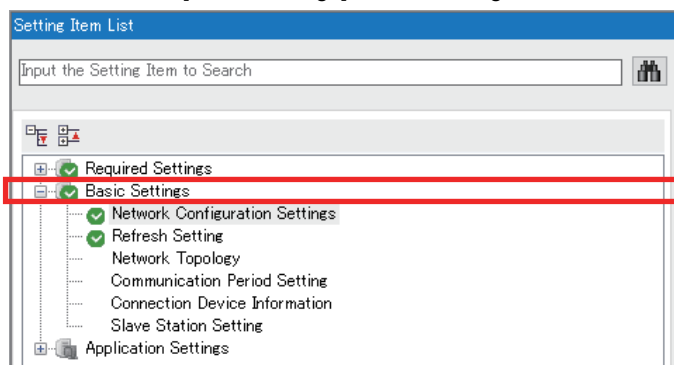 Setting Item List
Input the Setting Item to Search
Required Settings
Basic Settings
Network Configuration Settings
Refresh Setting
Network Topology
Communication Period Setting
Connection Device Information
Slave Station Setting
Application Settings